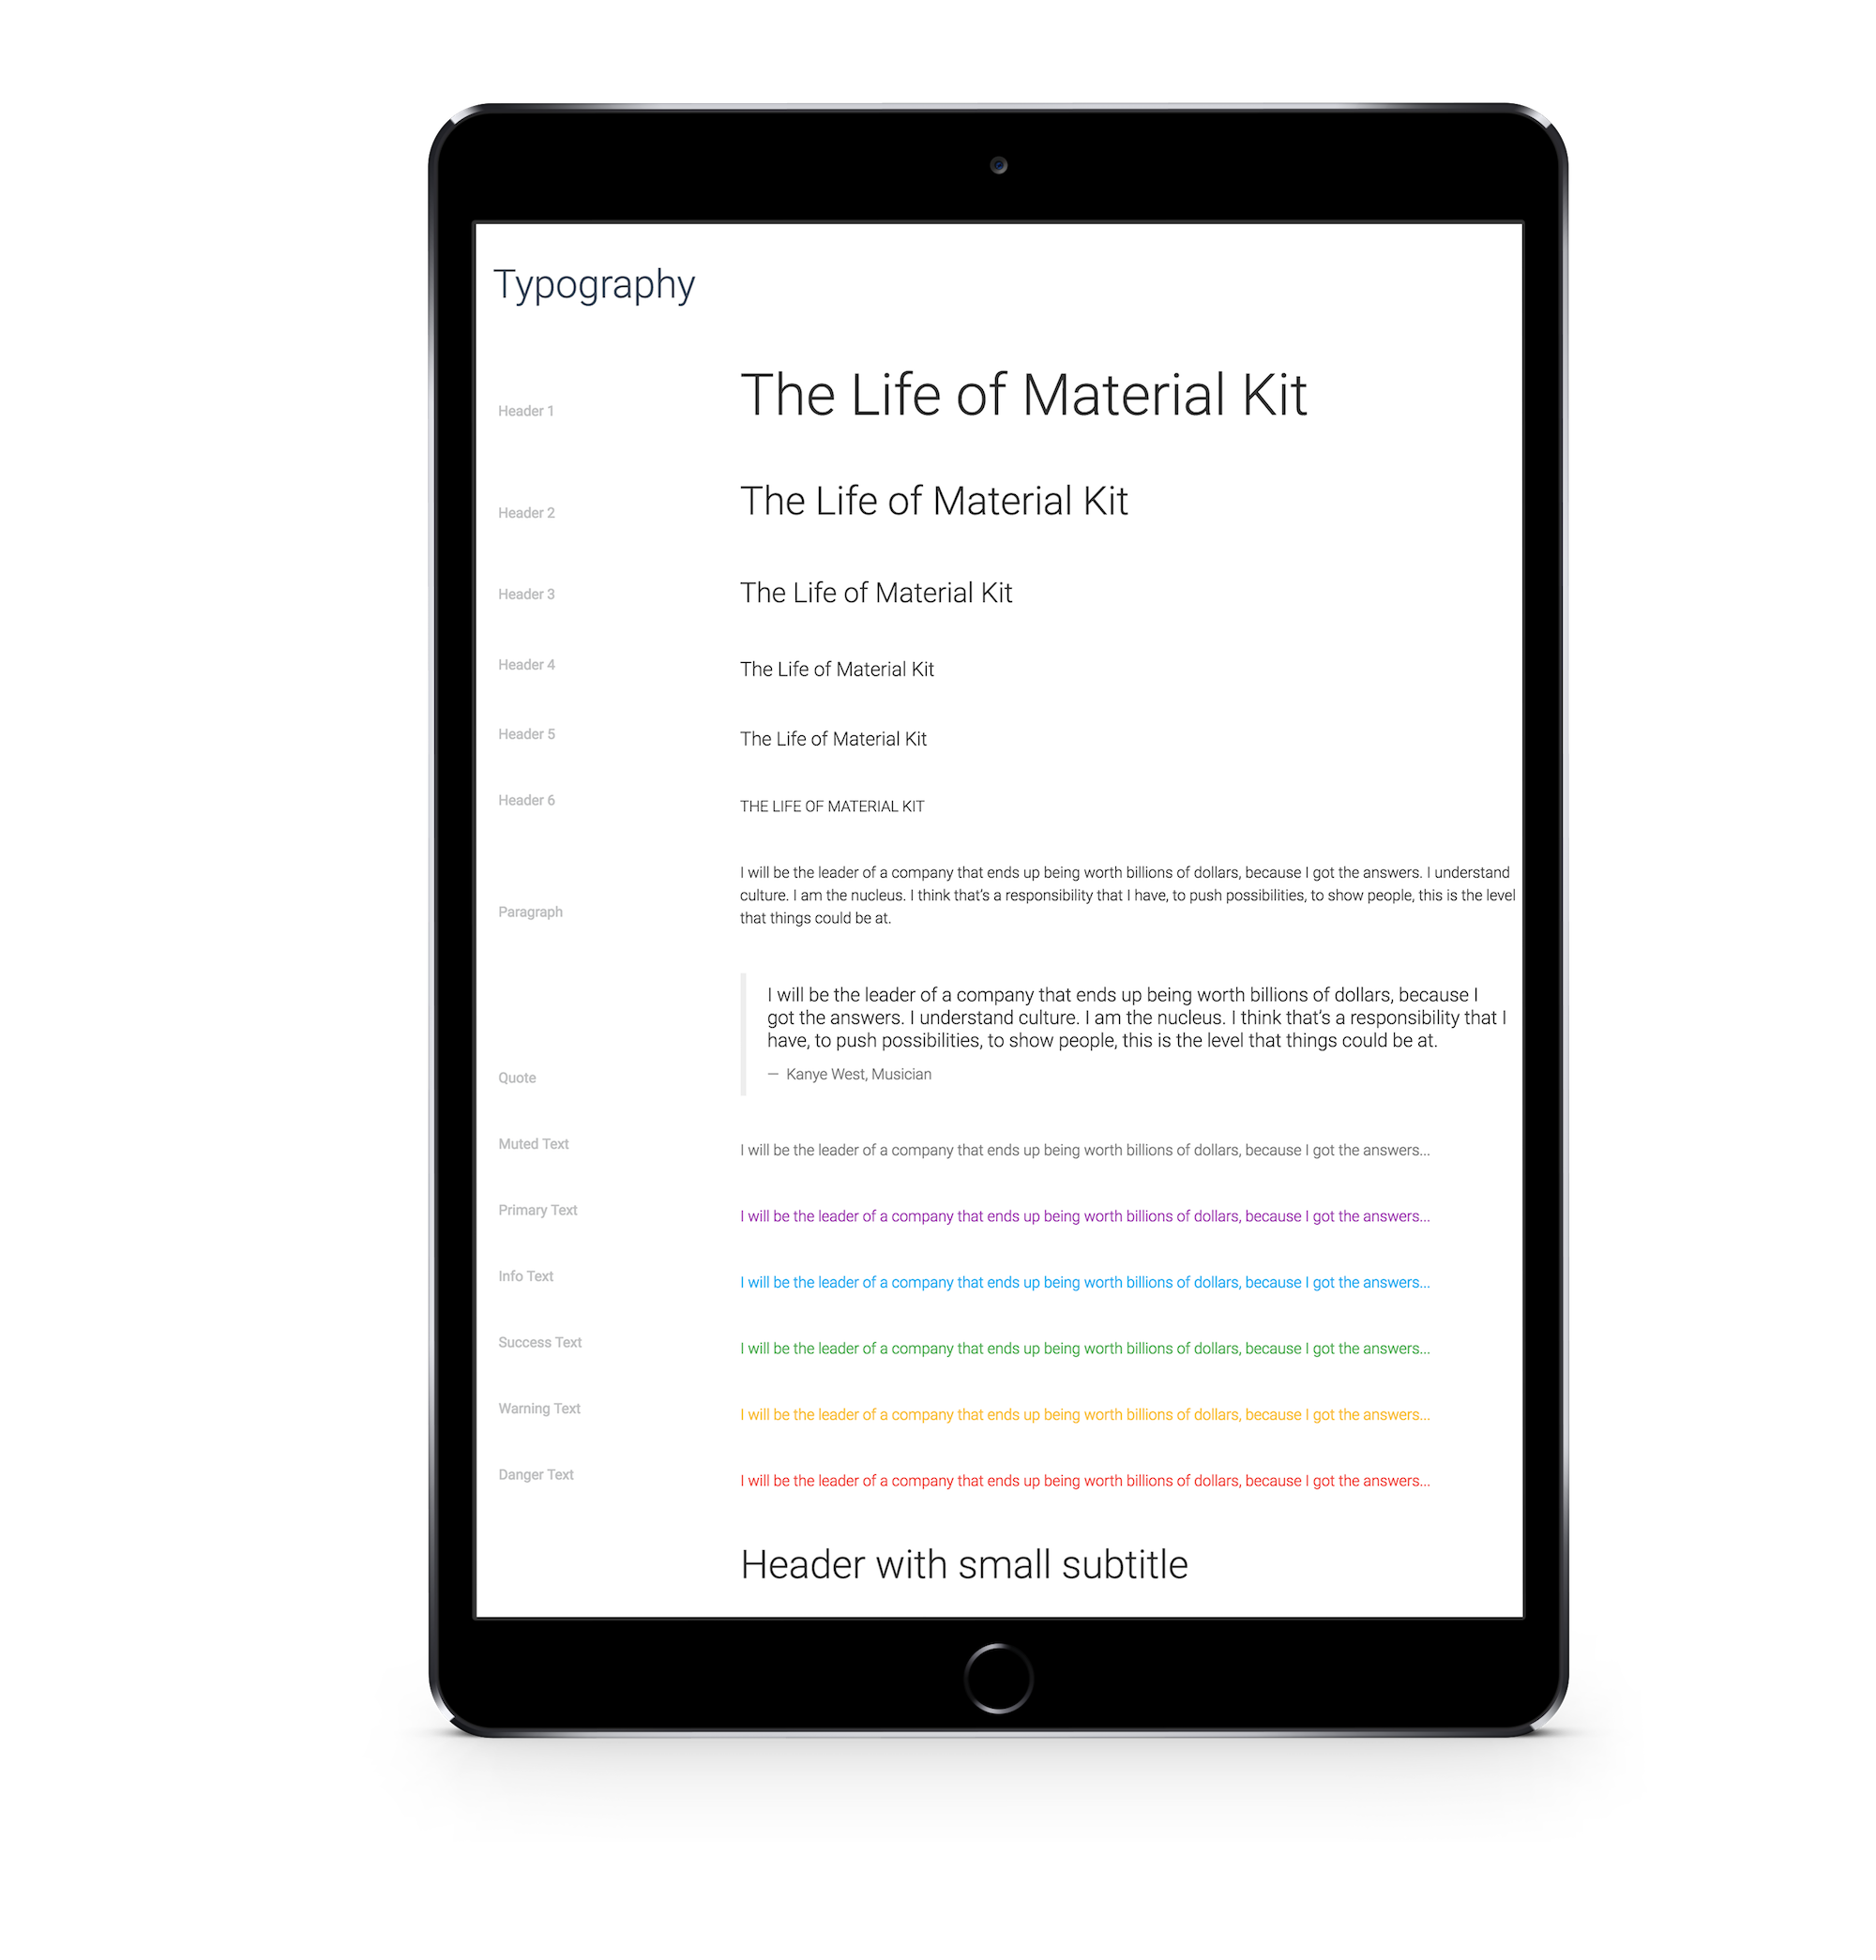 Typography
Header 1
The Life of Material Kit
Header 2
The Life of Material Kit
Header 3
The Life of Material Kit
Header 4
The Life of Material Kit
Header 5
The Life of Material Kit
Header 6
THE LIFE OF MATERIAL KIT
Paragraph
I will be the leader of a company that ends up being worth billions of dollars, because I got the answers. I understand
culture. I am the nucleus. I think that's a responsibility that I have, to push possibilities, to show people, this is the level
that things could be at.
Quote
I will be the leader of a company that ends up being worth billions of dollars, because I
got the answers. I understand culture. I am the nucleus. I think that's a responsibility that I
have, to push possibilities, to show people, this is the level that things could be at.
— Kanye West, Musician
Muted Text
I will be the leader of a company that ends up being worth billions of dollars, because I got the answers...
Primary Text
I will be the leader of a company that ends up being worth billions of dollars, because I got the answers...
Info Text
I will be the leader of a company that ends up being worth billions of dollars, because I got the answers...
Success Text
I will be the leader of a company that ends up being worth billions of dollars, because I got the answers...
Warning Text
I will be the leader of a company that ends up being worth billions of dollars, because I got the answers...
Danger Text
I will be the leader of a company that ends up being worth billions of dollars, because I got the answers...
Header with small subtitle